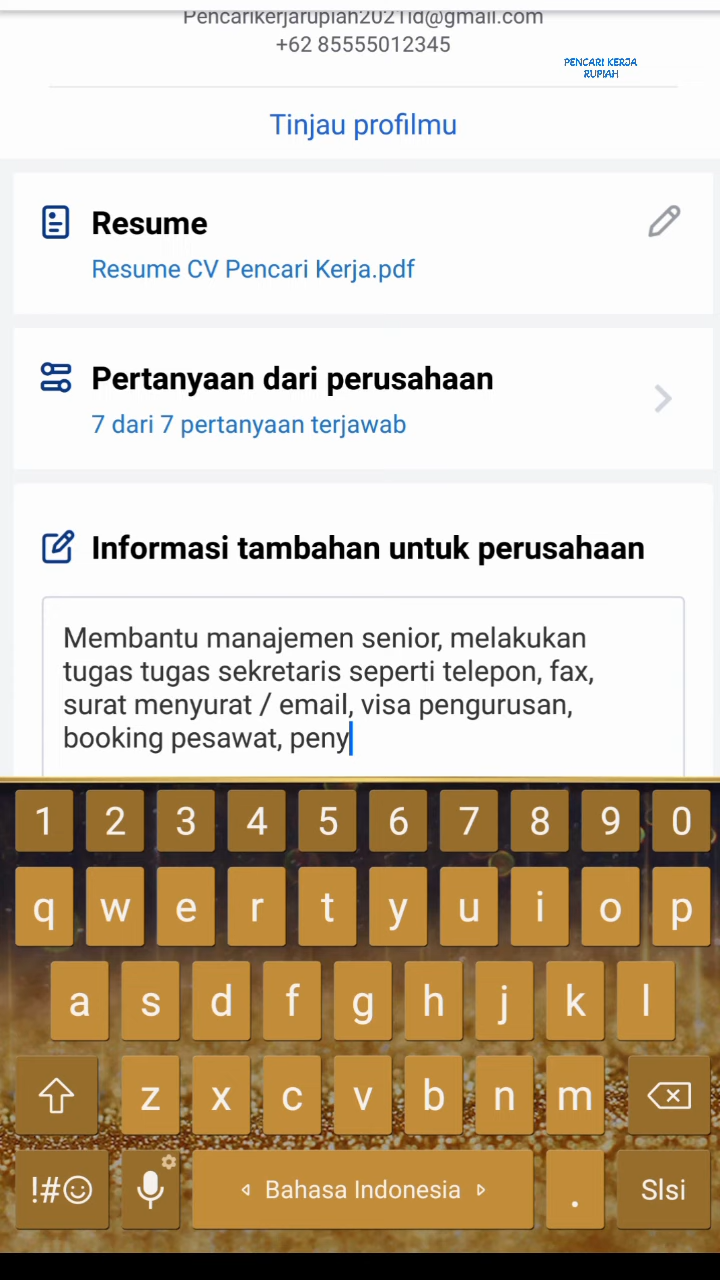 Pencarikerjarupiah2021id@gmail.com
+62 85555012345
PENCARI KERJA
RUPIAH
Tinjau profilmu
Resume
Resume CV Pencari Kerja.pdf
Pertanyaan dari perusahaan
7 dari 7 pertanyaan terjawab
Informasi tambahan untuk perusahaan
Membantu manajemen senior, melakukan
tugas tugas sekretaris seperti telepon, fax,
surat menyurat / email, visa pengurusan,
booking pesawat, peny
1 2 3 4 5 6 7 8 9 0
q w e r t y u i o p
a s d f g h j k l
z x c v b n m
!#☺ Bahasa Indonesia . Slsi